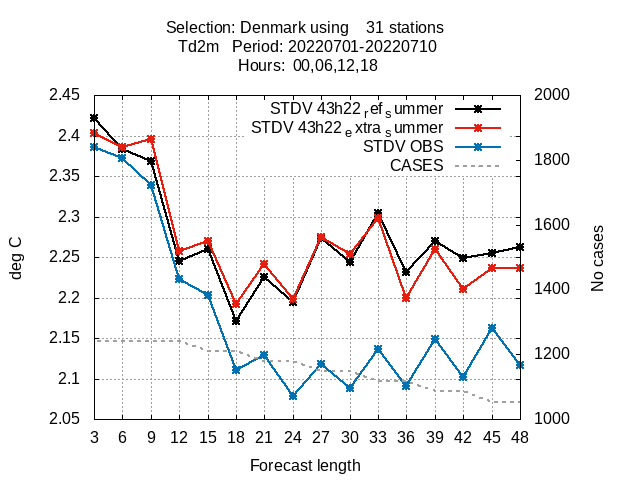 Selection: Denmark using 31 stations
Td2m Period: 20220701-20220710
Hours: 00,06,12,18
STDV 43h22refsummer
STDV 43h22extrasummer
STDV OBS
CASES
2.45
2.4
2.35
2.3
2.25
2.2
2.15
2.1
2.05
deg C
2000
1800
1600
1400
1200
1000
No cases
3 6 9 12 15 18 21 24 27 30 33 36 39 42 45 48
Forecast length